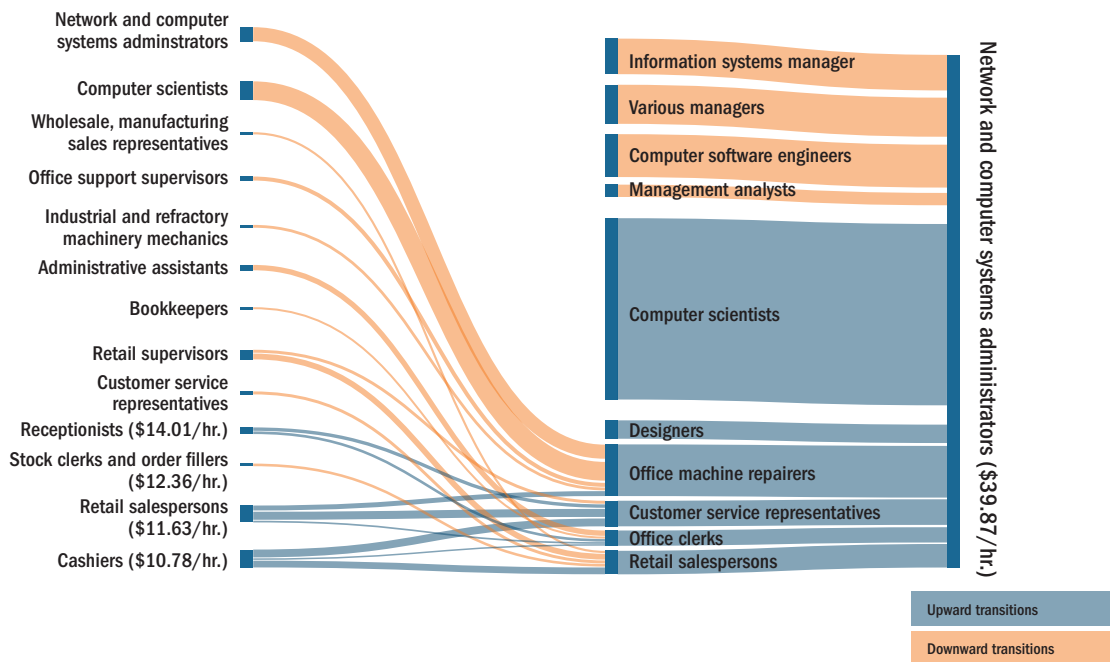 Network and computer
systems adminstrators
Computer scientists
Wholesale, manufacturing
sales representatives
Office support supervisors
Industrial and refractory
machinery mechanics
Administrative assistants
Bookkeepers
Retail supervisors
Customer service
representatives
Receptionists ($14.01/hr.)
Stock clerks and order fillers
($12.36/hr.)
Retail salespersons
($11.63/hr.)
Cashiers ($10.78/hr.)
Information systems manager
Various managers
Computer software engineers
Management analysts
Computer scientists
Designers
Office machine repairers
Customer service representatives
Office clerks
Retail salespersons
Network and computer systems administrators ($39.87/hr.)
Upward transitions
Downward transitions